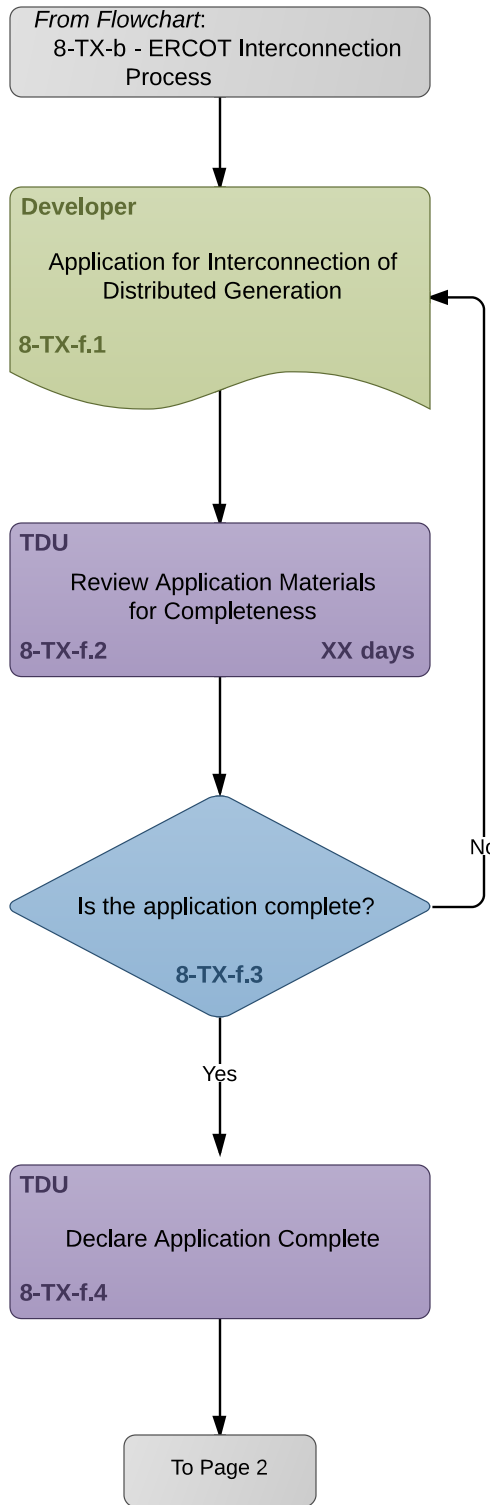 From Flowchart:
8-TX-b - ERCOT Interconnection
Process
Developer
Application for Interconnection of
Distributed Generation
8-TX-f.1
TDU
Review Application Materials
for Completeness
8-TX-f.2 XX days
No
Is the application complete?
8-TX-f.3
Yes
TDU
Declare Application Complete
8-TX-f.4
To Page 2